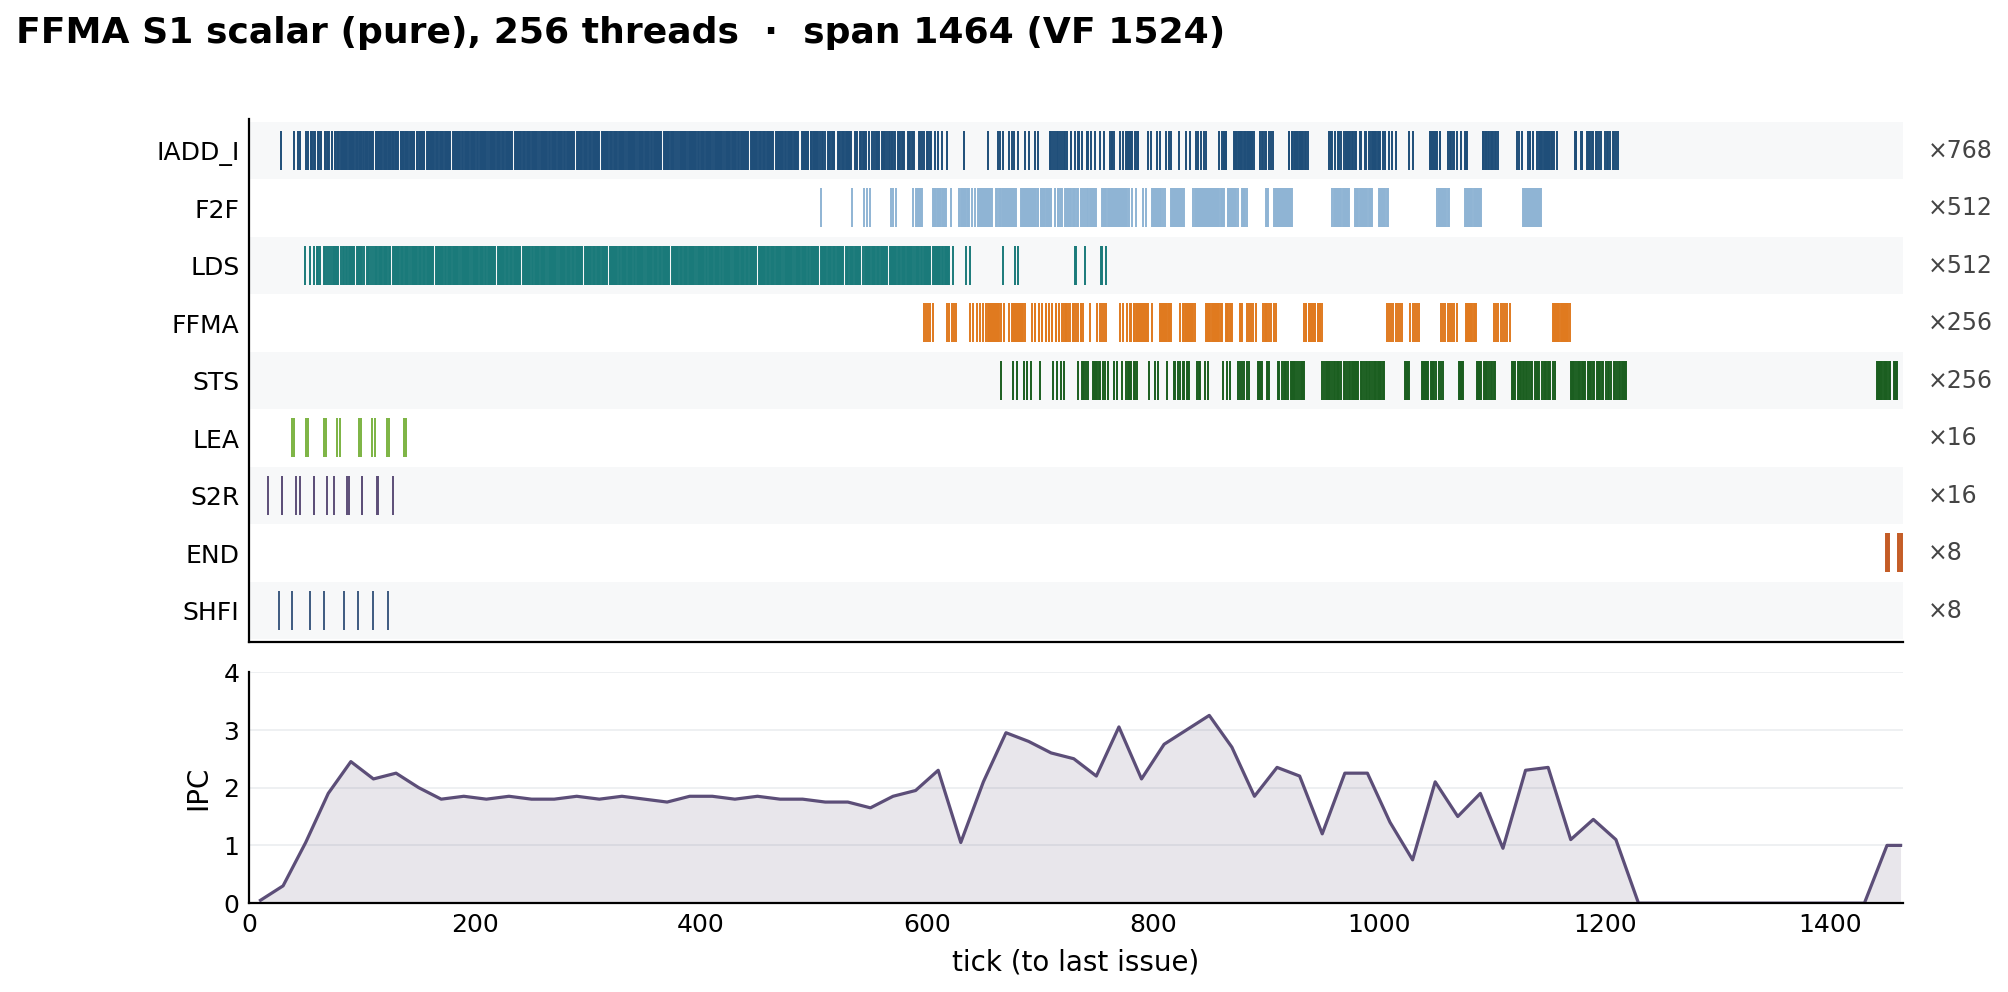 FFMA S1 scalar (pure), 256 threads · span 1464 (VF 1524)
IADD_I ×768
F2F ×512
LDS ×512
FFMA ×256
STS ×256
LEA ×16
S2R ×16
END ×8
SHFI ×8
4
3
2
1
0
IPC
0 200 400 600 800 1000 1200 1400
tick (to last issue)